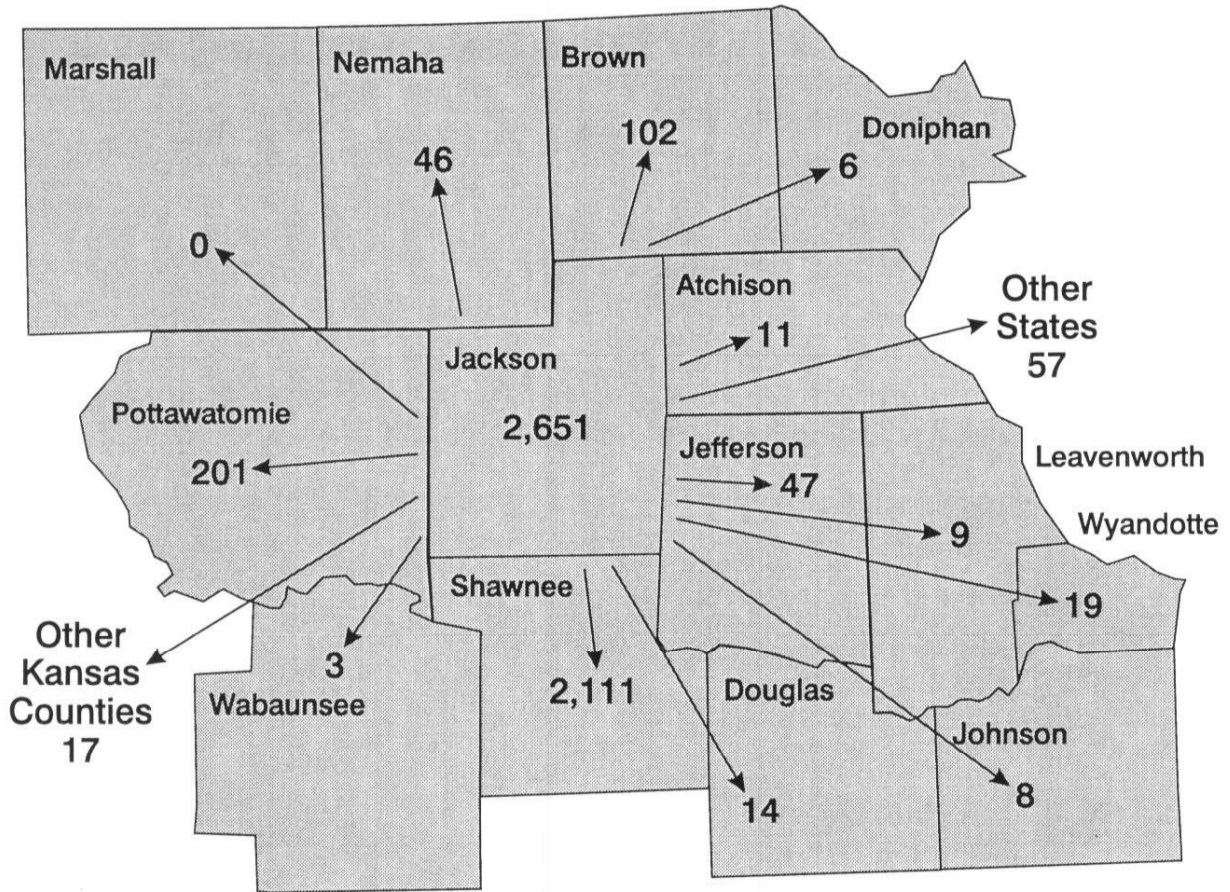 Marshall
Nemaha
Brown
Doniphan
102
46
6
0
Atchison
Other
States
57
11
Jackson
2,651
Pottawatomie
201
Jefferson
47
Leavenworth
9
Wyandotte
19
Shawnee
2,111
Other
Kansas
Counties
17
3
Wabaunsee
Douglas
14
Johnson
8